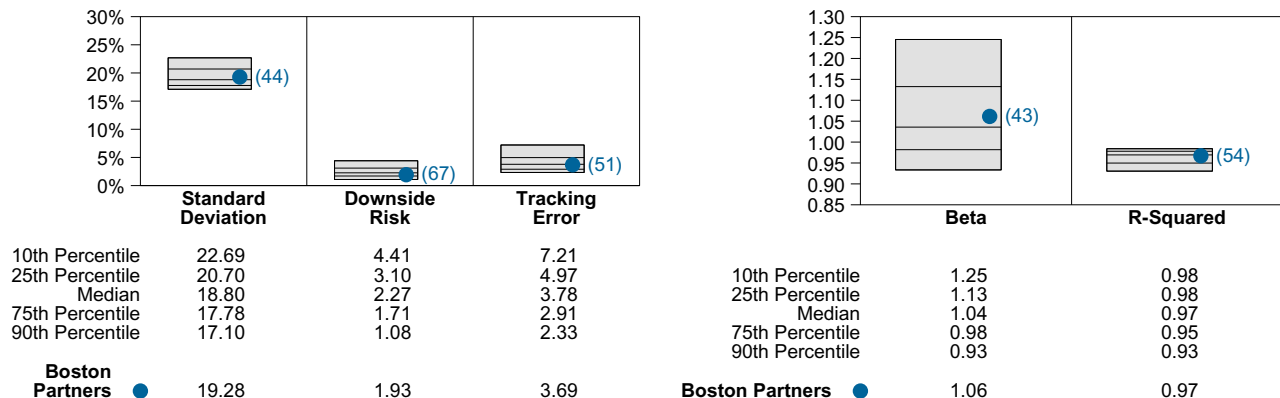 30%
25%
20%
15%
10%
5%
0%
(44)
(67)
(51)
Standard Deviation
Downside Risk
Tracking Error
10th Percentile 22.69 4.41 7.21
25th Percentile 20.70 3.10 4.97
Median 18.80 2.27 3.78
75th Percentile 17.78 1.71 2.91
90th Percentile 17.10 1.08 2.33
Boston
Partners 19.28 1.93 3.69
1.30
1.25
1.20
1.15
1.10
1.05
1.00
0.95
0.90
0.85
(43)
(54)
Beta R-Squared
10th Percentile 1.25 0.98
25th Percentile 1.13 0.98
Median 1.04 0.97
75th Percentile 0.98 0.95
90th Percentile 0.93 0.93
Boston Partners 1.06 0.97